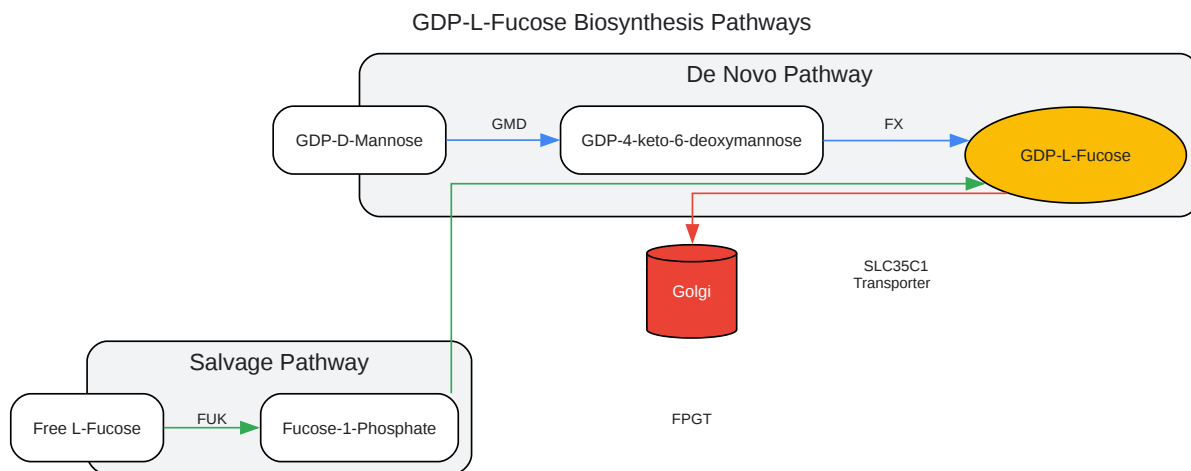 GDP-L-Fucose Biosynthesis Pathways
De Novo Pathway
GDP-D-Mannose
GMD
GDP-4-keto-6-deoxymannose
FX
GDP-L-Fucose
SLC35C1
Transporter
Golgi
Salvage Pathway
Free L-Fucose
FUK
Fucose-1-Phosphate
FPGT